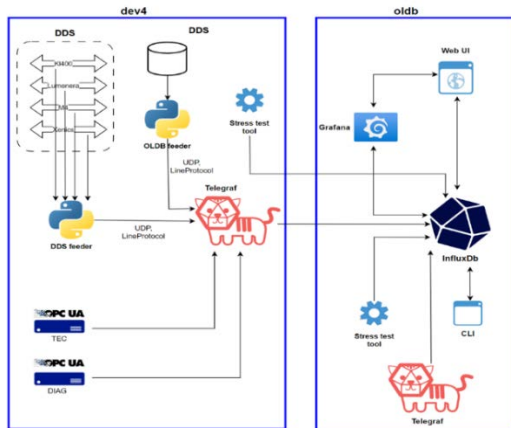 dev4
oldb
DDS
DDS
KI400
Lumenera
Xenics
OLDB feeder
Stress test
tool
Grafana
Web UI
UDP,
LineProtocol
Telegraf
DDS feeder
UDP,
LineProtocol
InfluxDb
OPC UA
TEC
Stress test
tool
CLI
OPC UA
DIAG
Telegraf